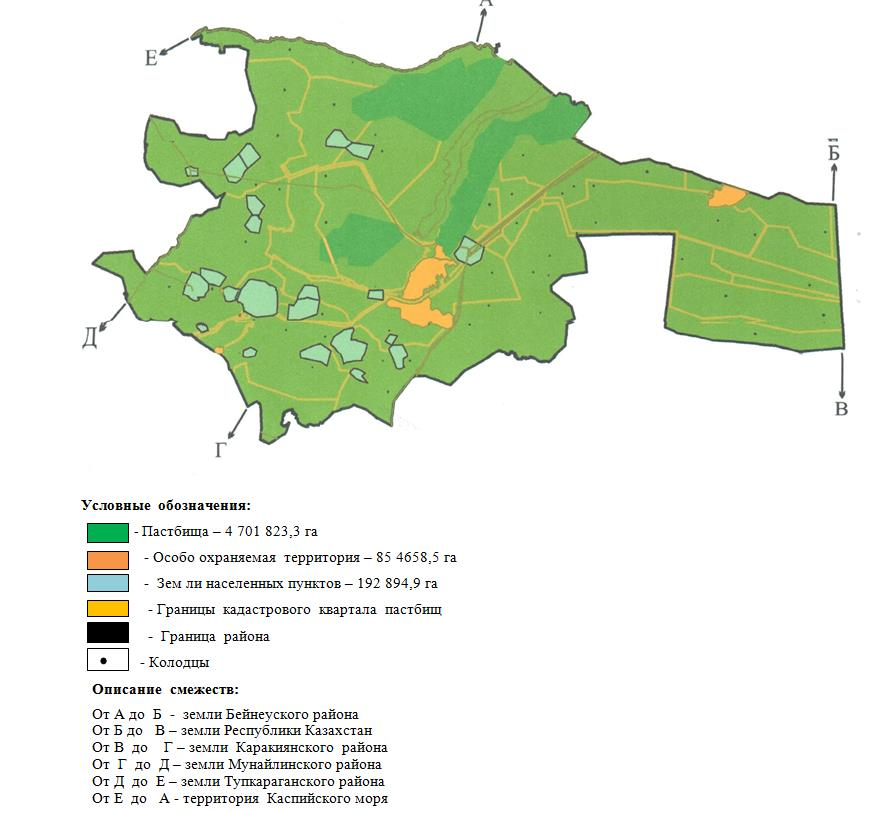 А
Е
Б
Д
Г
В
Условные обозначения:
- Пастбища – 4 701 823,3 га
- Особо охраняемая территория – 85 4658,5 га
- Зем ли населенных пунктов – 192 894,9 га
- Границы кадастрового квартала пастбищ
- Граница района
- Колодцы
Описание смежеств:
От А до Б - земли Бейнеуского района
От Б до В – земли Республики Казахстан
От В до Г – земли Каракиянского района
От Г до Д – земли Мунайлинского района
От Д до Е – земли Тупкараганского района
От Е до А - территория Каспийского моря